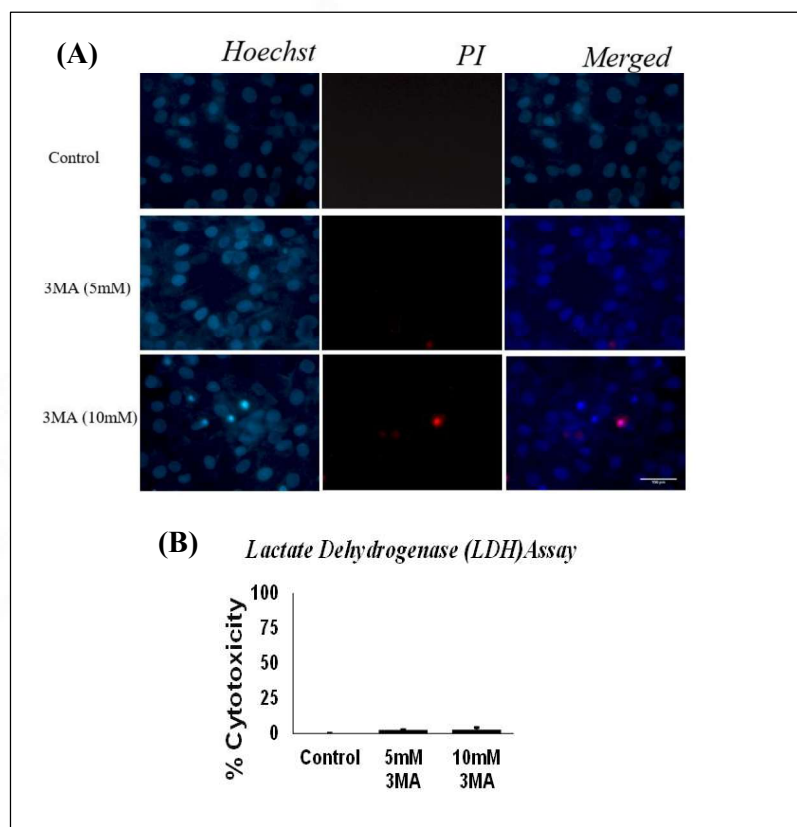 (A) Hoechst PI Merged
Control
3MA (5mM)
3MA (10mM)
(B) Lactate Dehydrogenase (LDH)Assay
% Cytotoxicity
100
75
50
25
0
Control 5mM 10mM
3MA 3MA